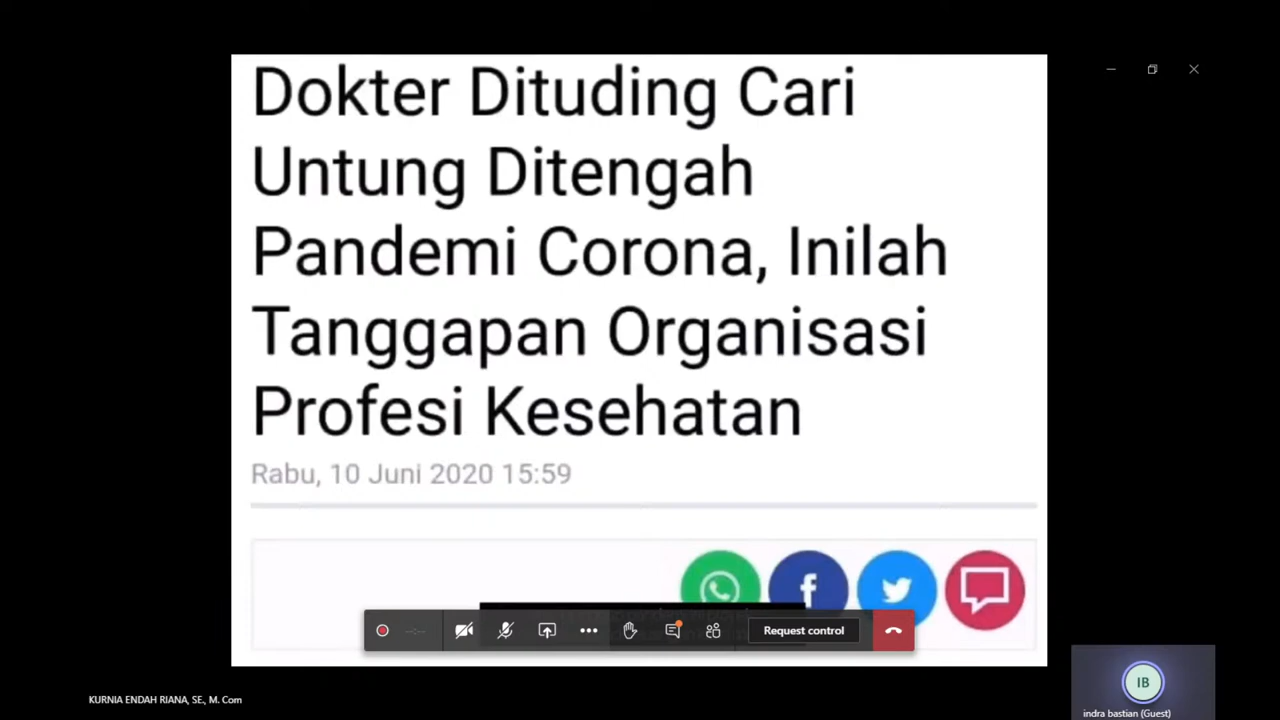 Dokter Dituding Cari
Untung Ditengah
Pandemi Corona, Inilah
Tanggapan Organisasi
Profesi Kesehatan
Rabu, 10 Juni 2020 15:59
Request control
KURNIA ENDAH RIANA, SE., M. Com
IB
indra bastian (Guest)